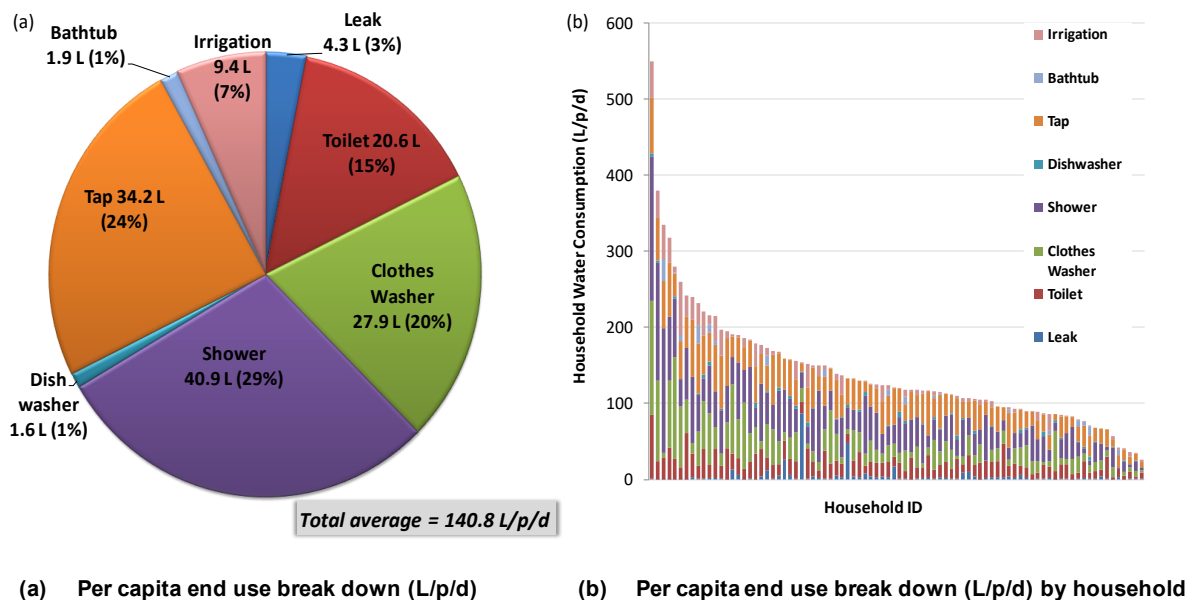 (a)
Bathtub
1.9 L (1%)
Irrigation
9.4 L
(7%)
Leak
4.3 L (3%)
Toilet 20.6 L
(15%)
Tap 34.2 L
(24%)
Clothes
Washer
27.9 L (20%)
Shower
40.9 L (29%)
Dish
washer
1.6 L (1%)
Total average = 140.8 L/p/d
(b)
Household Water Consumption (L/p/d)
600
500
400
300
200
100
0
Irrigation
Bathtub
Tap
Dishwasher
Shower
Clothes
Washer
Toilet
Leak
Household ID
(a) Per capita end use break down (L/p/d)
(b) Per capita end use break down (L/p/d) by household